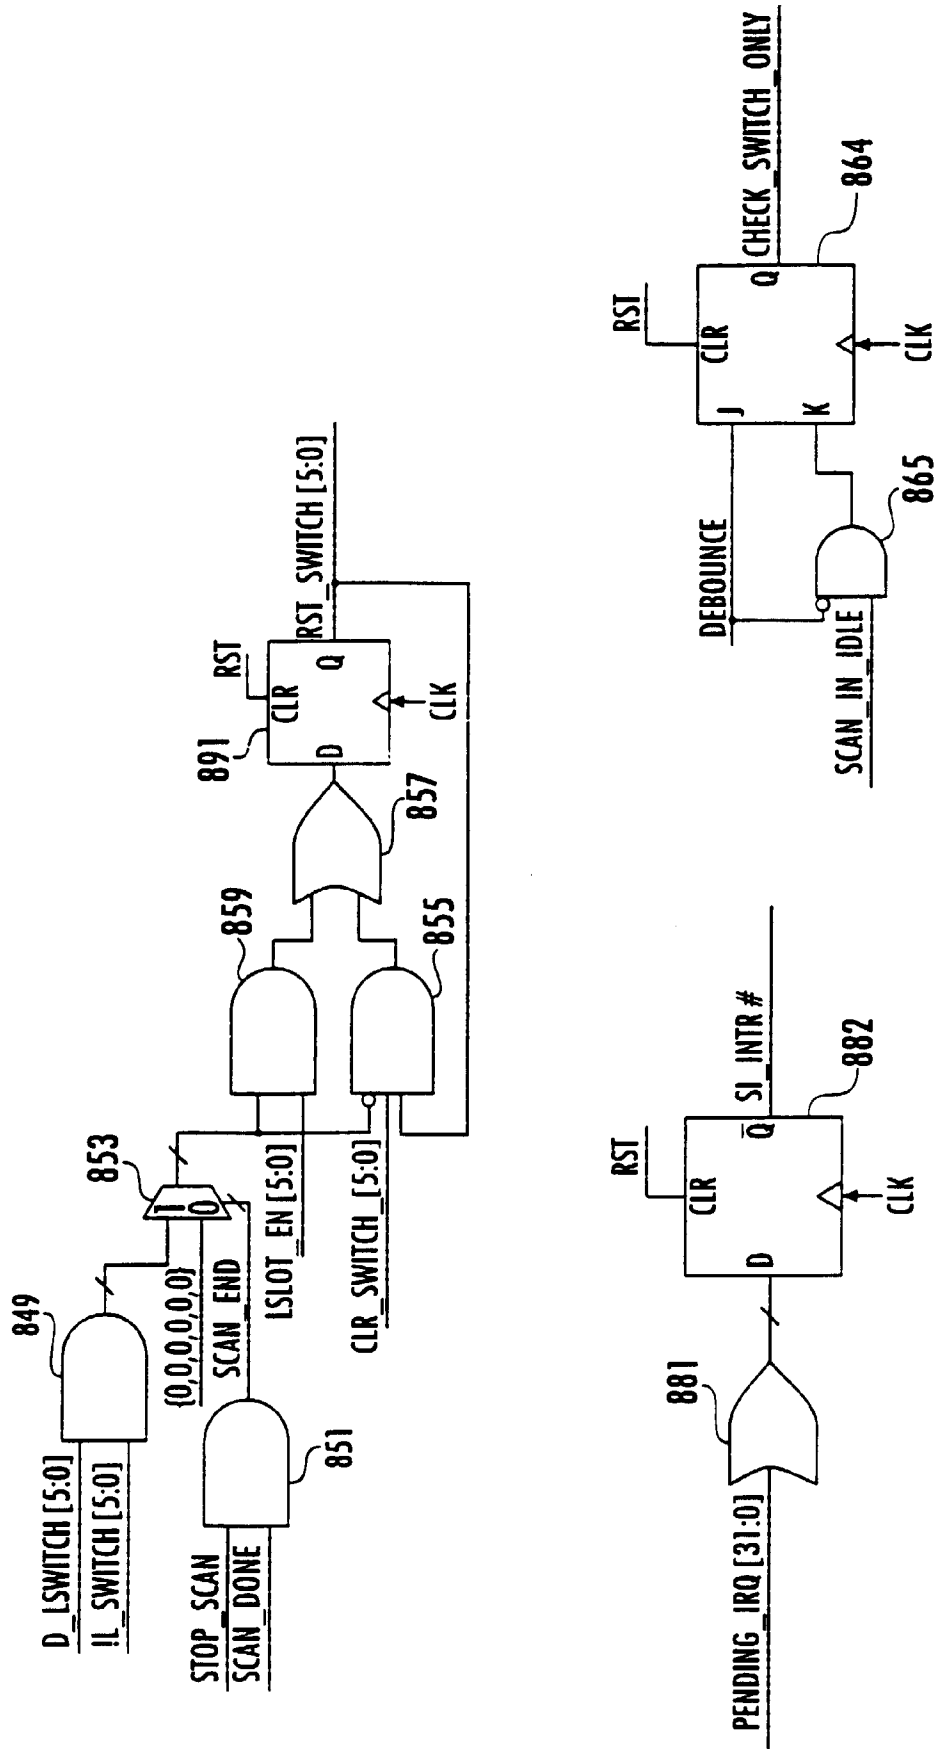 D_LSWITCH [5:0]
!L_SWITCH [5:0]
849
{0,0,0,0,0,0}
STOP_SCAN
SCAN_DONE
851
SCAN_END
1
0
853
LSLOT_EN [5:0]
CLR_SWITCH_[5:0]
859
855
857
891
RST
CLR
D
Q
CLK
RST_SWITCH [5:0]
PENDING_IRQ [31:0]
881
RST
CLR
D
Q
CLK
882
SI_INTR#
DEBOUNCE
SCAN_IN_IDLE
865
RST
CLR
J
K
Q
CLK
864
CHECK_SWITCH_ONLY